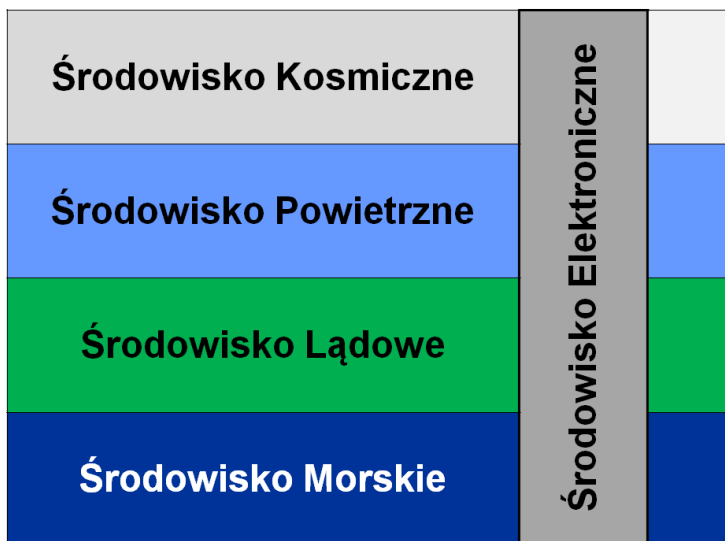 Środowisko Kosmiczne
Środowisko Powietrzne
Środowisko Lądowe
Środowisko Morskie
Środowisko Elektroniczne